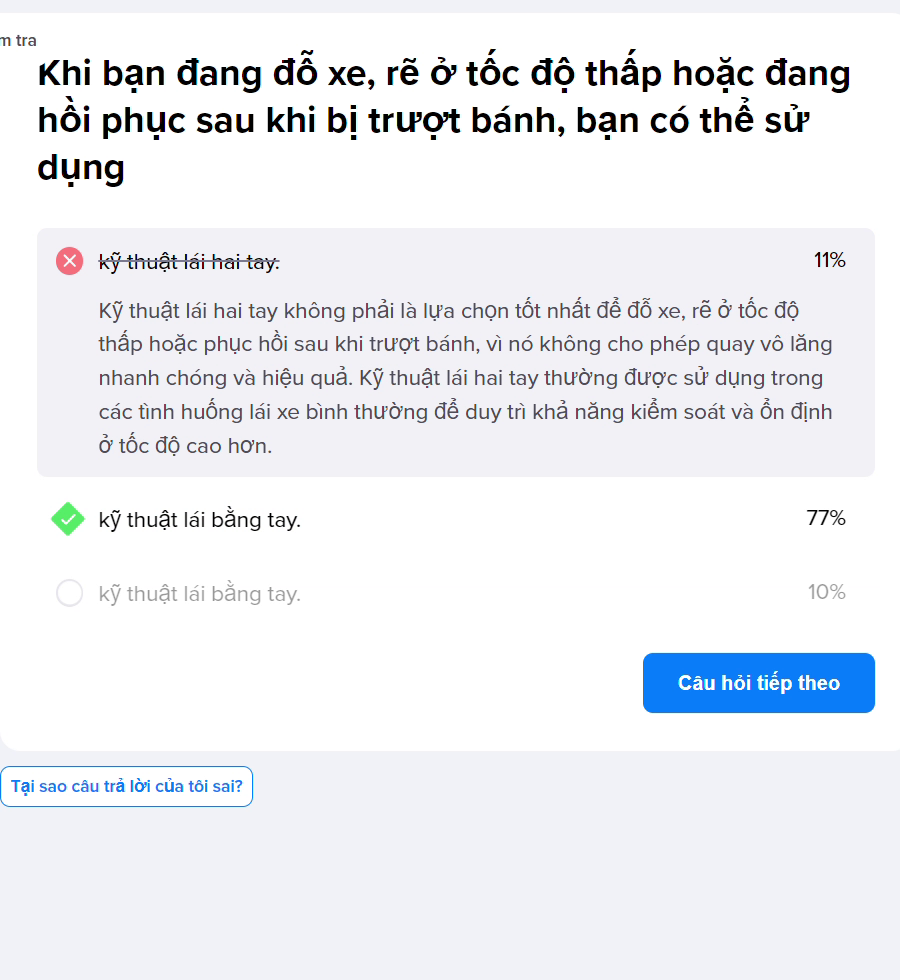 m tra
Khi bạn đang đỗ xe, rẽ ở tốc độ thấp hoặc đang
hồi phục sau khi bị trượt bánh, bạn có thể sử
dụng
kỹ thuật lái hai tay.
11%
Kỹ thuật lái hai tay không phải là lựa chọn tốt nhất để đỗ xe, rẽ ở tốc độ
thấp hoặc phục hồi sau khi trượt bánh, vì nó không cho phép quay vô lăng
nhanh chóng và hiệu quả. Kỹ thuật lái hai tay thường được sử dụng trong
các tình huống lái xe bình thường để duy trì khả năng kiểm soát và ổn định
ở tốc độ cao hơn.
kỹ thuật lái bằng tay.
77%
kỹ thuật lái bằng tay.
10%
Câu hỏi tiếp theo
Tại sao câu trả lời của tôi sai?